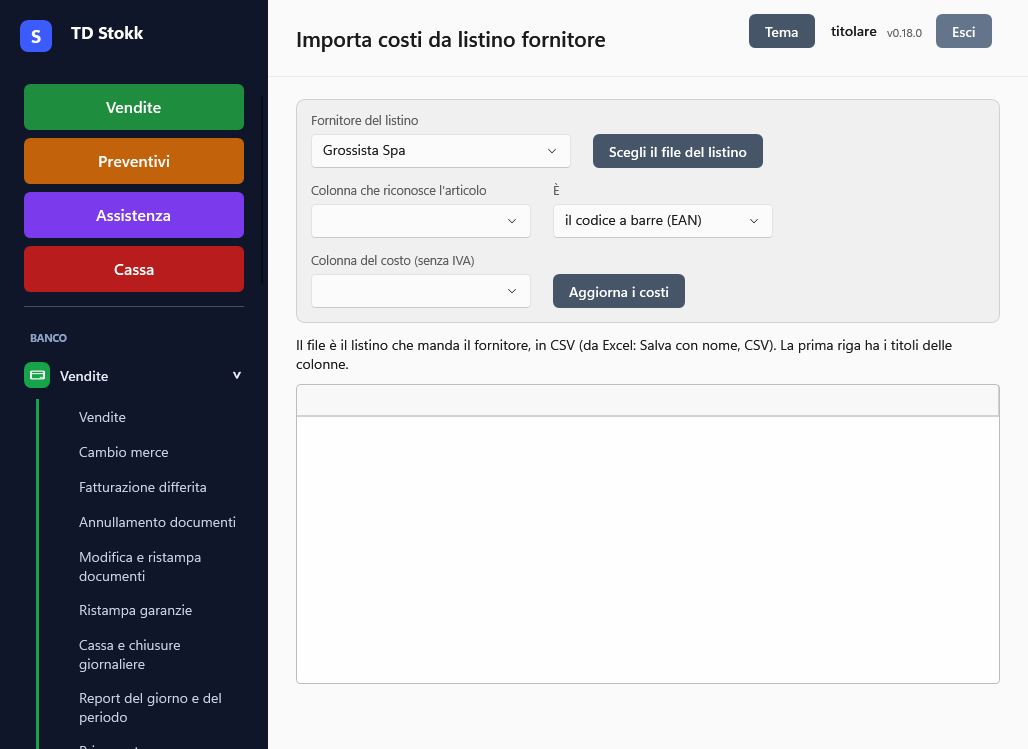 S
TD Stokk
Vendite
Preventivi
Assistenza
Cassa
BANCO
Vendite
Vendite
Cambio merce
Fatturazione differita
Annullamento documenti
Modifica e ristampa
documenti
Ristampa garanzie
Cassa e chiusure
giornaliere
Report del giorno e del
periodo
Importa costi da listino fornitore
Tema
titolare
v0.18.0
Esci
Fornitore del listino
Grossista Spa
Scegli il file del listino
Colonna che riconosce l'articolo
È
il codice a barre (EAN)
Colonna del costo (senza IVA)
Aggiorna i costi
Il file è il listino che manda il fornitore, in CSV (da Excel: Salva con nome, CSV). La prima riga ha i titoli delle
colonne.